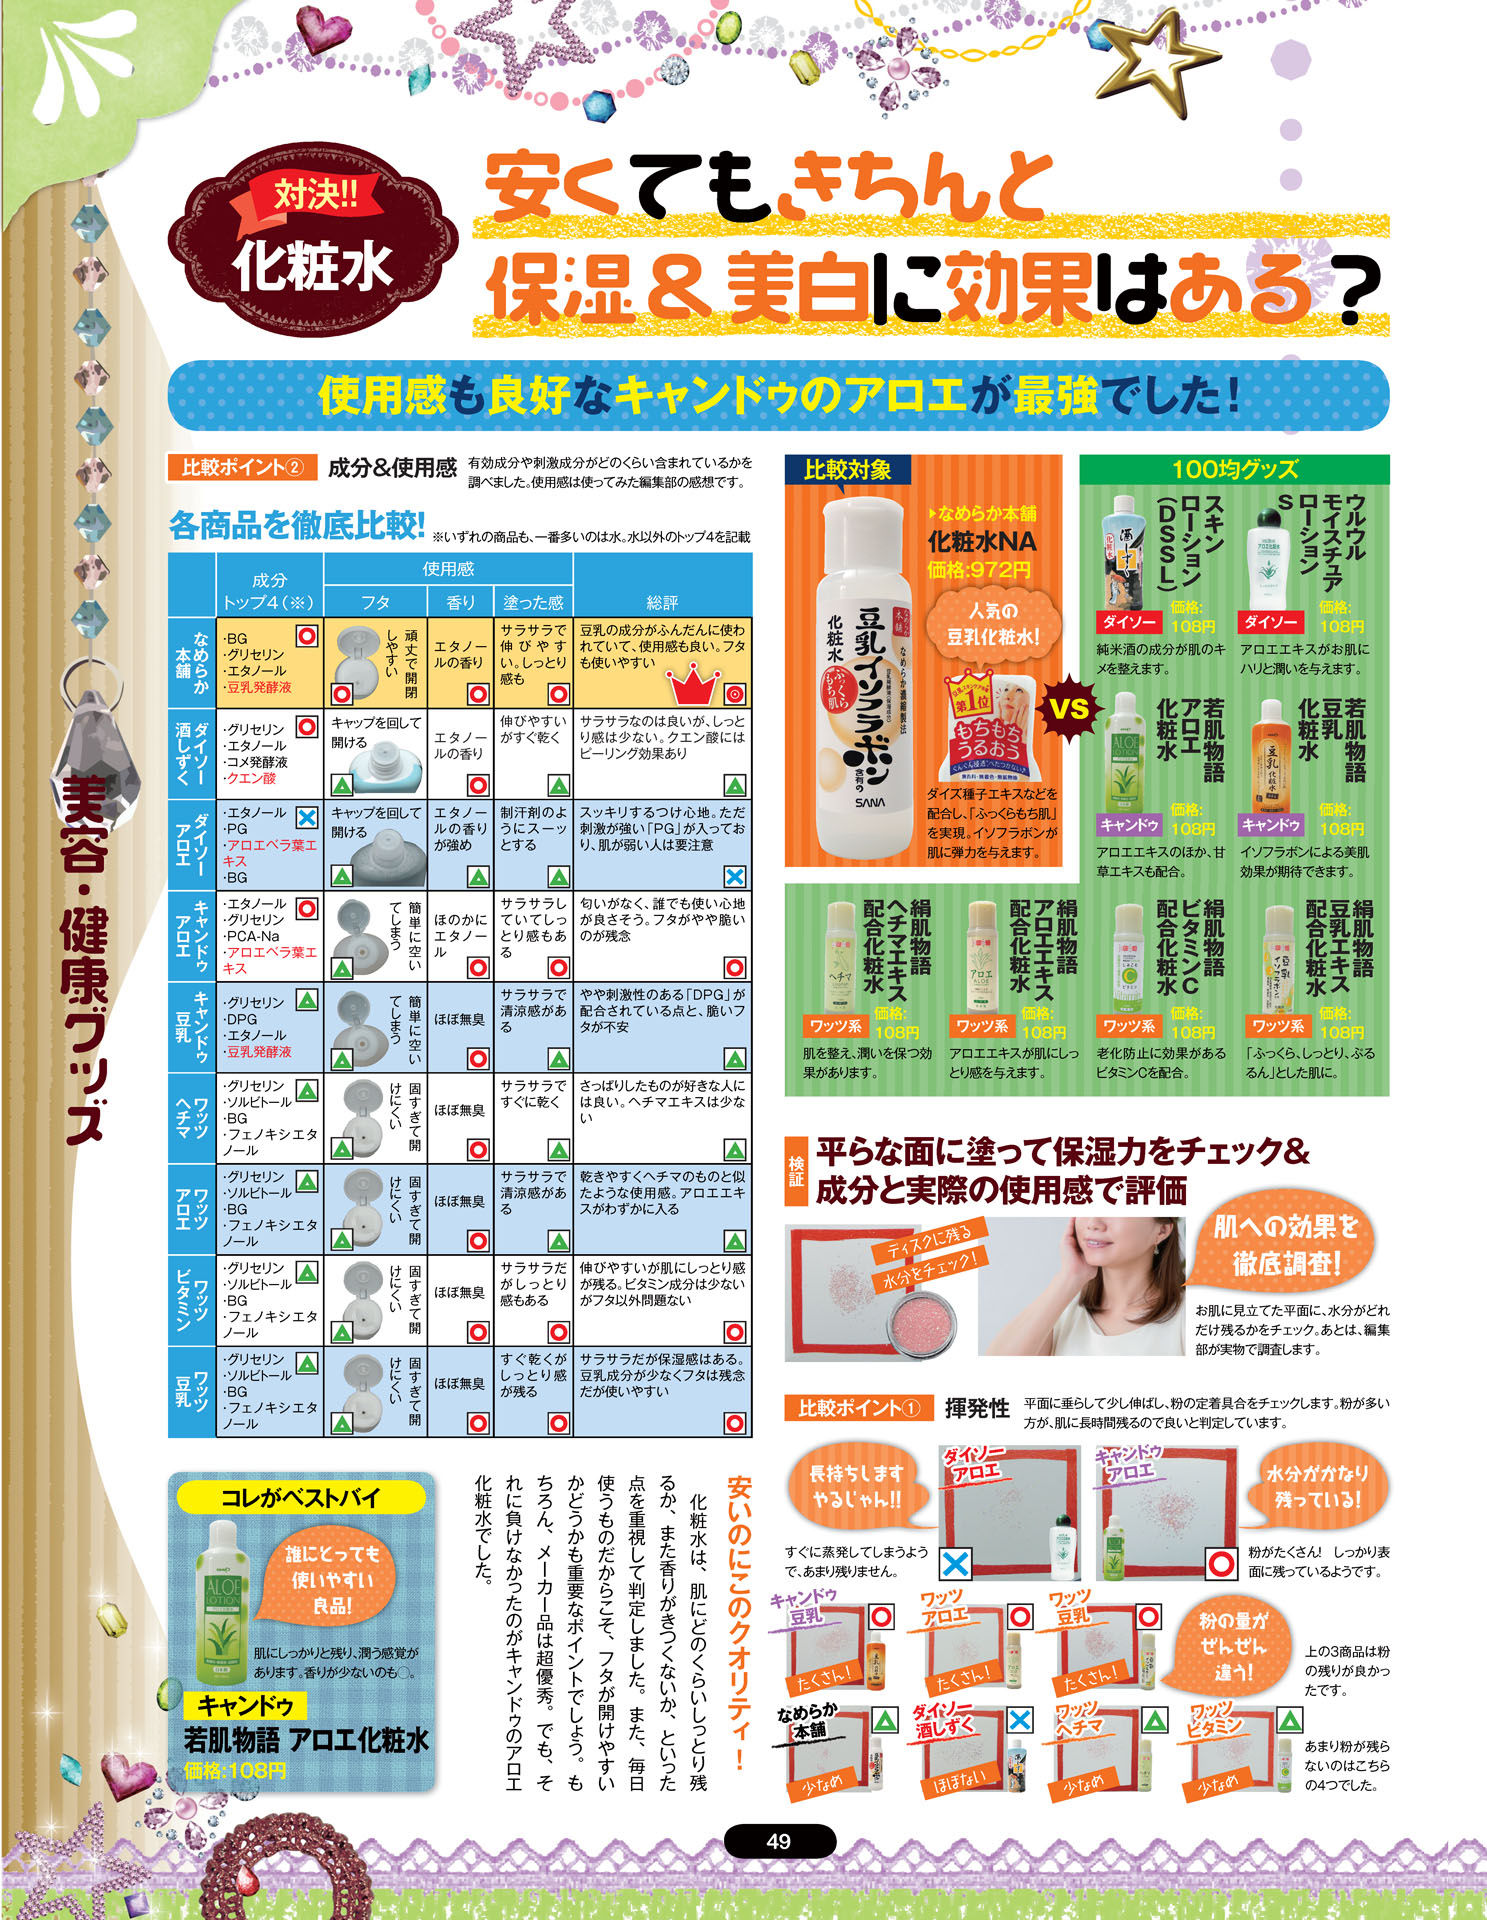 対決!!
化粧水
安くてもきちんと
保湿&美白に効果はある?
使用感も良好なキャンドゥのアロエが最強でした!
比較ポイント②
成分&使用感
有効成分や刺激成分がどのくらい含まれているかを
調べました。使用感は使ってみた編集部の感想です。
各商品を徹底比較!
※いずれの商品も、一番多いのは水。水以外のトップ4を記載
成分
トップ4(※)
使用感
フタ
香り
塗った感
総評
なめらか
本舗
・BG
・グリセリン
・エタノール
・豆乳発酵液
頑丈で開閉
しやすい
エタノー
ルの香り
サラサラで
伸びやす
い。しっとり
感も
豆乳の成分がふんだんに使わ
れていて、使用感も良い。フタ
も使いやすい
ダイソー
酒しずく
・グリセリン
・エタノール
・コメ発酵液
・クエン酸
キャップを回して
開ける
エタノー
ルの香り
伸びやすい
がすぐ乾く
サラサラなのは良いが、しっと
り感は少ない。クエン酸には
ピーリング効果あり
ダイソー
アロエ
・エタノール
・PG
・アロエベラ葉エ
キス
・BG
キャップを回して
開ける
エタノー
ルの香り
が強め
制汗剤のよ
うにスーッ
とする
スッキリするつけ心地。ただ
刺激が強い「PG」が入ってお
り、肌が弱い人は要注意
キャンドゥ
アロエ
・エタノール
・グリセリン
・PCA-Na
・アロエベラ葉エ
キス
簡単に空い
てしまう
ほのかに
エタノー
ル
サラサラし
ていてしっ
とり感もあ
る
匂いがなく、誰でも使い心地
が良さそう。フタがやや脆い
のが残念
キャンドゥ
豆乳
・グリセリン
・DPG
・エタノール
・豆乳発酵液
簡単に空い
てしまう
ほぼ無臭
サラサラで
清涼感があ
る
やや刺激性のある「DPG」が
配合されている点と、脆いフ
タが不安
ワッツ
ヘチマ
・グリセリン
・ソルビトール
・BG
・フェノキシエタ
ノール
固すぎて開
けにくい
ほぼ無臭
サラサラで
すぐに乾く
さっぱりしたものが好きな人に
は良い。ヘチマエキスは少な
い
ワッツ
アロエ
・グリセリン
・ソルビトール
・BG
・フェノキシエタ
ノール
固すぎて開
けにくい
ほぼ無臭
サラサラで
清涼感があ
る
乾きやすくヘチマのものと似
たような使用感。アロエエキ
スがわずかに入る
ワッツ
ビタミン
・グリセリン
・ソルビトール
・BG
・フェノキシエタ
ノール
固すぎて開
けにくい
ほぼ無臭
サラサラだ
がしっとり
感もある
伸びやすいが肌にしっとり感
が残る。ビタミン成分は少ない
がフタ以外問題ない
ワッツ
豆乳
・グリセリン
・ソルビトール
・BG
・フェノキシエタ
ノール
固すぎて開
けにくい
ほぼ無臭
すぐ乾くが
しっとり感
が残る
サラサラだが保湿感はある。
豆乳成分が少なくフタは残念
だが使いやすい
比較対象
なめらか本舗
化粧水NA
価格:972円
人気の
豆乳化粧水!
なめらか本舗
なめらか濃縮製法
豆乳イソフラボン
含有の
化粧水
ふっくらもち肌
SANA
第1位
もちもち
うるおう
ダイズ種子エキスなどを
配合し、「ふっくらもち肌」
を実現。イソフラボンが
肌に弾力を与えます。
VS
100均グッズ
スキン
ローション
(DSSL)
ダイソー
価格:
108円
純米酒の成分が肌のキ
メを整えます。
ウルウル
モイスチュア
ローション
S
ダイソー
価格:
108円
アロエエキスがお肌に
ハリと潤いを与えます。
若肌物語
アロエ
化粧水
キャンドゥ
価格:
108円
アロエエキスのほか、甘
草エキスも配合。
若肌物語
豆乳
化粧水
キャンドゥ
価格:
108円
イソフラボンによる美肌
効果が期待できます。
絹肌物語
ヘチマエキス
配合化粧水
ワッツ系
価格:
108円
肌を整え、潤いを保つ効
果があります。
絹肌物語
アロエエキス
配合化粧水
ワッツ系
価格:
108円
アロエエキスが肌にしっ
とり感を与えます。
絹肌物語
ビタミンC
配合化粧水
ワッツ系
価格:
108円
老化防止に効果がある
ビタミンCを配合。
絹肌物語
豆乳エキス
配合化粧水
ワッツ系
価格:
108円
「ふっくら、しっとり、ぷる
るん」とした肌に。
検証
平らな面に塗って保湿力をチェック&
成分と実際の使用感で評価
ディスクに残る
水分をチェック!
肌への効果を
徹底調査!
お肌に見立てた平面に、水分がどれ
だけ残るかをチェック。あとは、編集
部が実物で調査します。
比較ポイント①
揮発性
平面に垂らして少し伸ばし、粉の定着具合をチェックします。粉が多い
方が、肌に長時間残るので良いと判定しています。
長持ちします
やるじゃん!!
すぐに蒸発してしまうよう
で、あまり残りません。
ダイソー
アロエ
キャンドゥ
アロエ
水分がかなり
残っている!
粉がたくさん! しっかり表
面に残っているようです。
キャンドゥ
豆乳
たくさん!
ワッツ
アロエ
たくさん!
ワッツ
豆乳
たくさん!
粉の量が
ぜんぜん
違う!
上の3商品は粉
の残りが良かっ
たです。
なめらか
本舗
少なめ
ダイソー
酒しずく
ほぼない
ワッツ
ヘチマ
少なめ
ワッツ
ビタミン
少なめ
あまり粉が残ら
ないのはこちら
の4つでした。
安いのにこのクオリティ!
化粧水は、肌にどのくらいしっとり残
るか、また香りがきつくないか、といった
点を重視して判定しました。また、毎日
使うものだからこそ、フタが開けやすい
かどうかも重要なポイントでしょう。も
ちろん、メーカー品は超優秀。でも、そ
れに負けなかったのがキャンドゥのアロエ
化粧水でした。
コレがベストバイ
誰にとっても
使いやすい
良品!
ALOE
LOTION
肌にしっかりと残り、潤う感覚が
あります。香りが少ないのも○。
キャンドゥ
若肌物語 アロエ化粧水
価格:108円
美容・健康グッズ
49